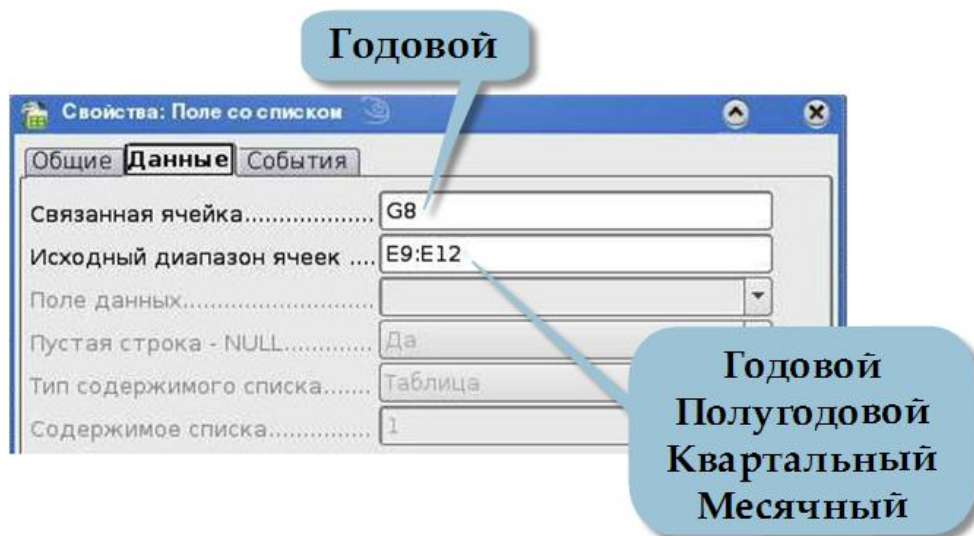 Годовой
Свойства: Поле со списком
Общие Данные События
Связанная ячейка................... G8
Исходный диапазон ячеек .... E9:E12
Поле данных...........................
Пустая строка - NULL............. Да
Тип содержимого списка....... Таблица
Содержимое списка............... 1
Годовой
Полугодовой
Квартальный
Месячный